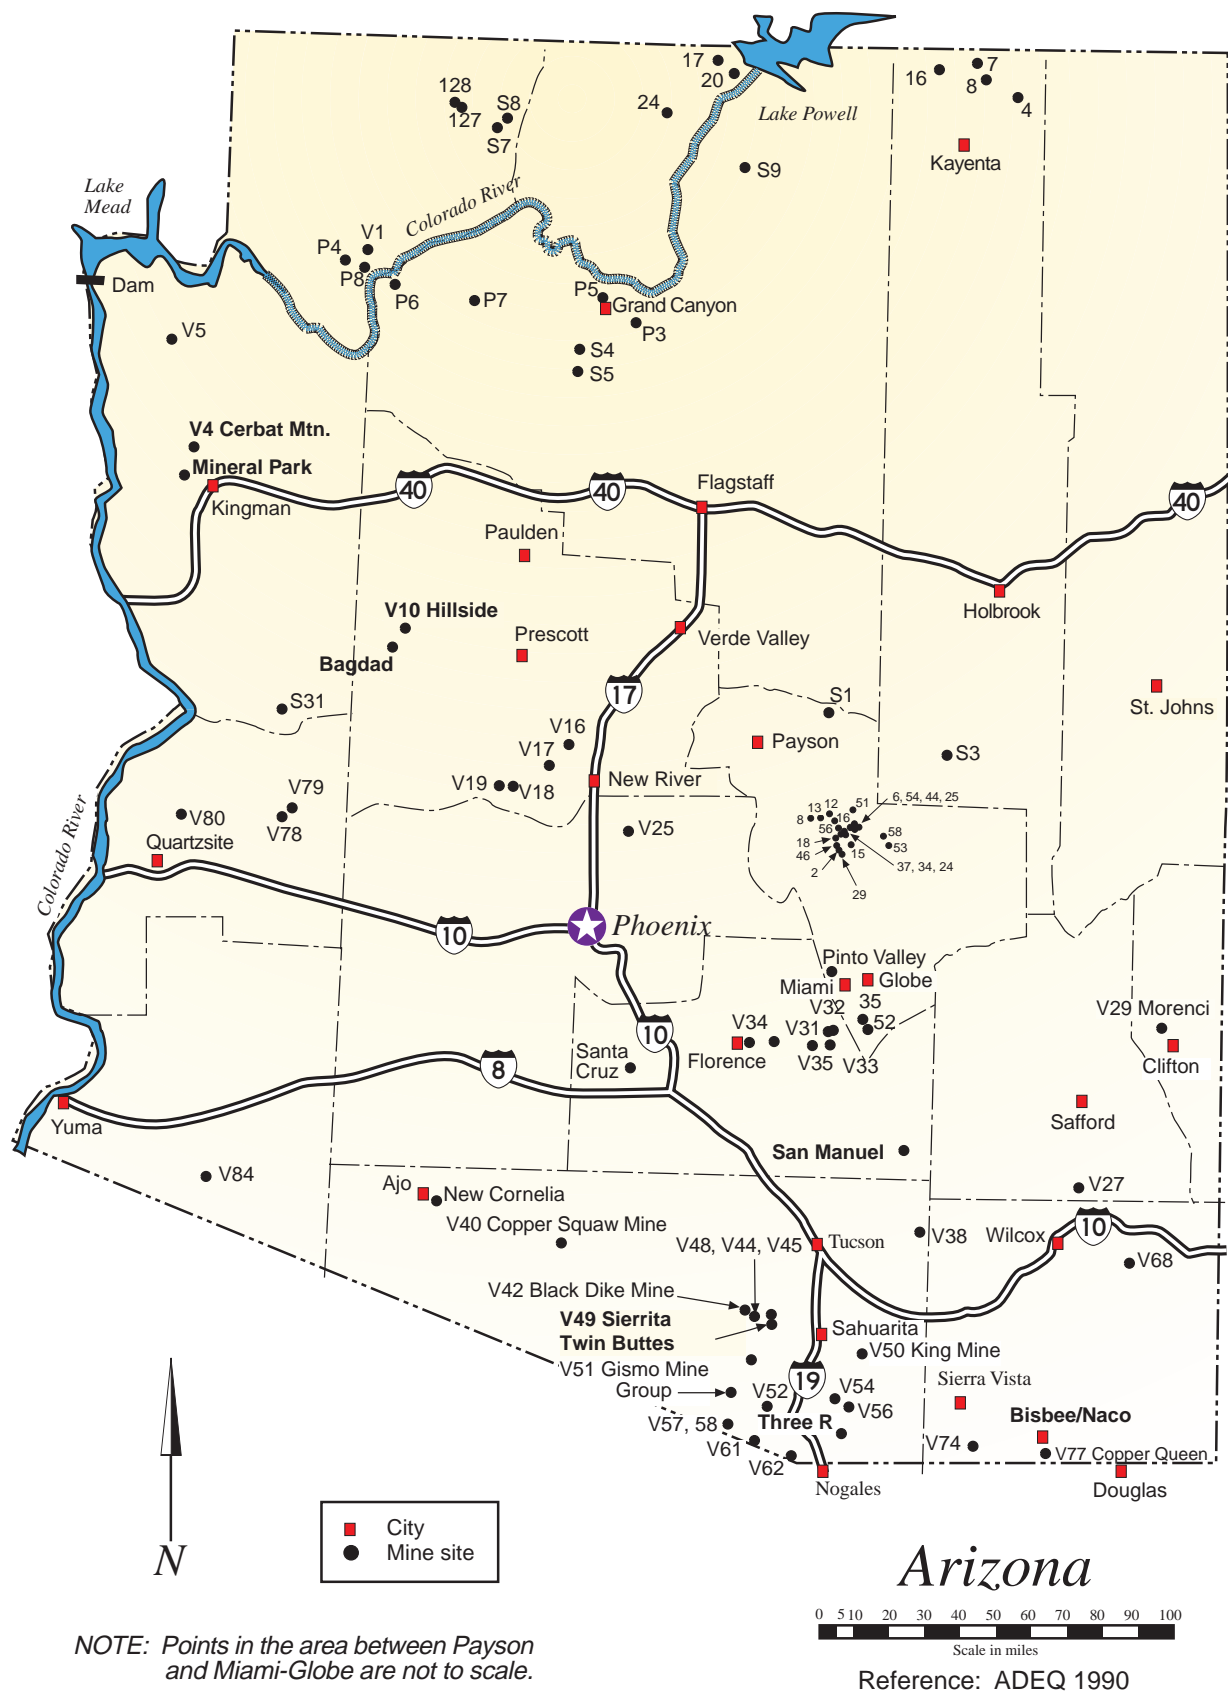 17
20
16
7
8
4
128
127
S8
S7
24
Lake Powell
Kayenta
S9
Lake
Mead
Colorado River
V1
P4
P8
P6
P7
P5
Grand Canyon
P3
Dam
V5
S4
S5
V4 Cerbat Mtn.
Mineral Park
Kingman
40
40
Flagstaff
40
Paulden
Holbrook
V10 Hillside
Bagdad
Prescott
Verde Valley
17
S31
S1
St. Johns
Payson
V16
V17
S3
V19
V18
New River
V79
V80
V78
Quartzsite
V25
6, 54, 44, 25
51
13
12
8
16
56
58
18
53
46
15
2
37, 34, 24
29
Colorado River
10
Phoenix
Pinto Valley
Miami
Globe
V32
35
V34
V31
52
Florence
V35
V33
V29 Morenci
Clifton
10
8
Santa
Cruz
Yuma
Safford
San Manuel
V84
V27
Ajo
New Cornelia
V40 Copper Squaw Mine
V48, V44, V45
Tucson
V38
Wilcox
10
V68
V42 Black Dike Mine
V49 Sierrita
Twin Buttes
Sahuarita
V50 King Mine
V51 Gismo Mine
Group
19
Sierra Vista
V52
V54
V56
Three R
V57, 58
V61
V62
Bisbee/Naco
V74
V77 Copper Queen
Nogales
Douglas
N
City
Mine site
Arizona
0 5 10 20 30 40 50 60 70 80 90 100
Scale in miles
Reference: ADEQ 1990
NOTE: Points in the area between Payson
and Miami-Globe are not to scale.